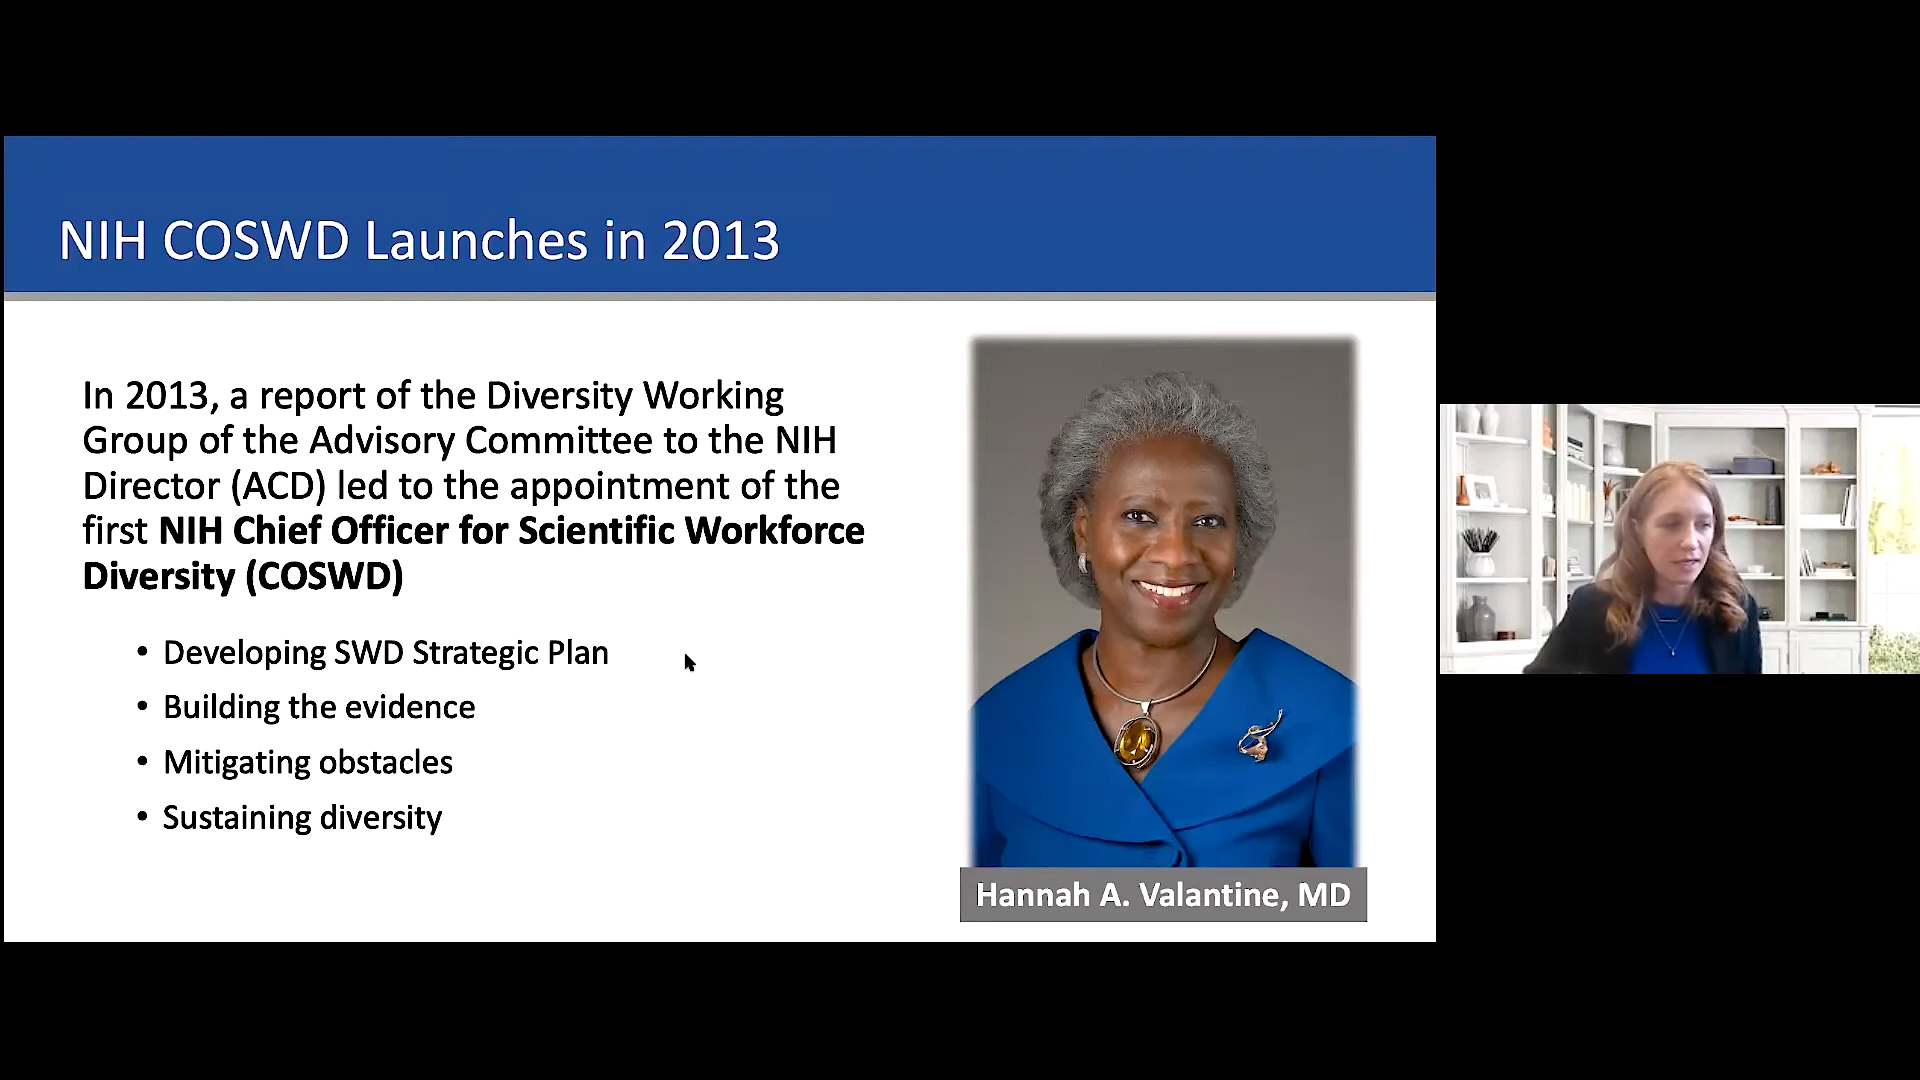 NIH COSWD Launches in 2013
In 2013, a report of the Diversity Working
Group of the Advisory Committee to the NIH
Director (ACD) led to the appointment of the
first NIH Chief Officer for Scientific Workforce
Diversity (COSWD)
• Developing SWD Strategic Plan
• Building the evidence
• Mitigating obstacles
• Sustaining diversity
Hannah A. Valantine, MD